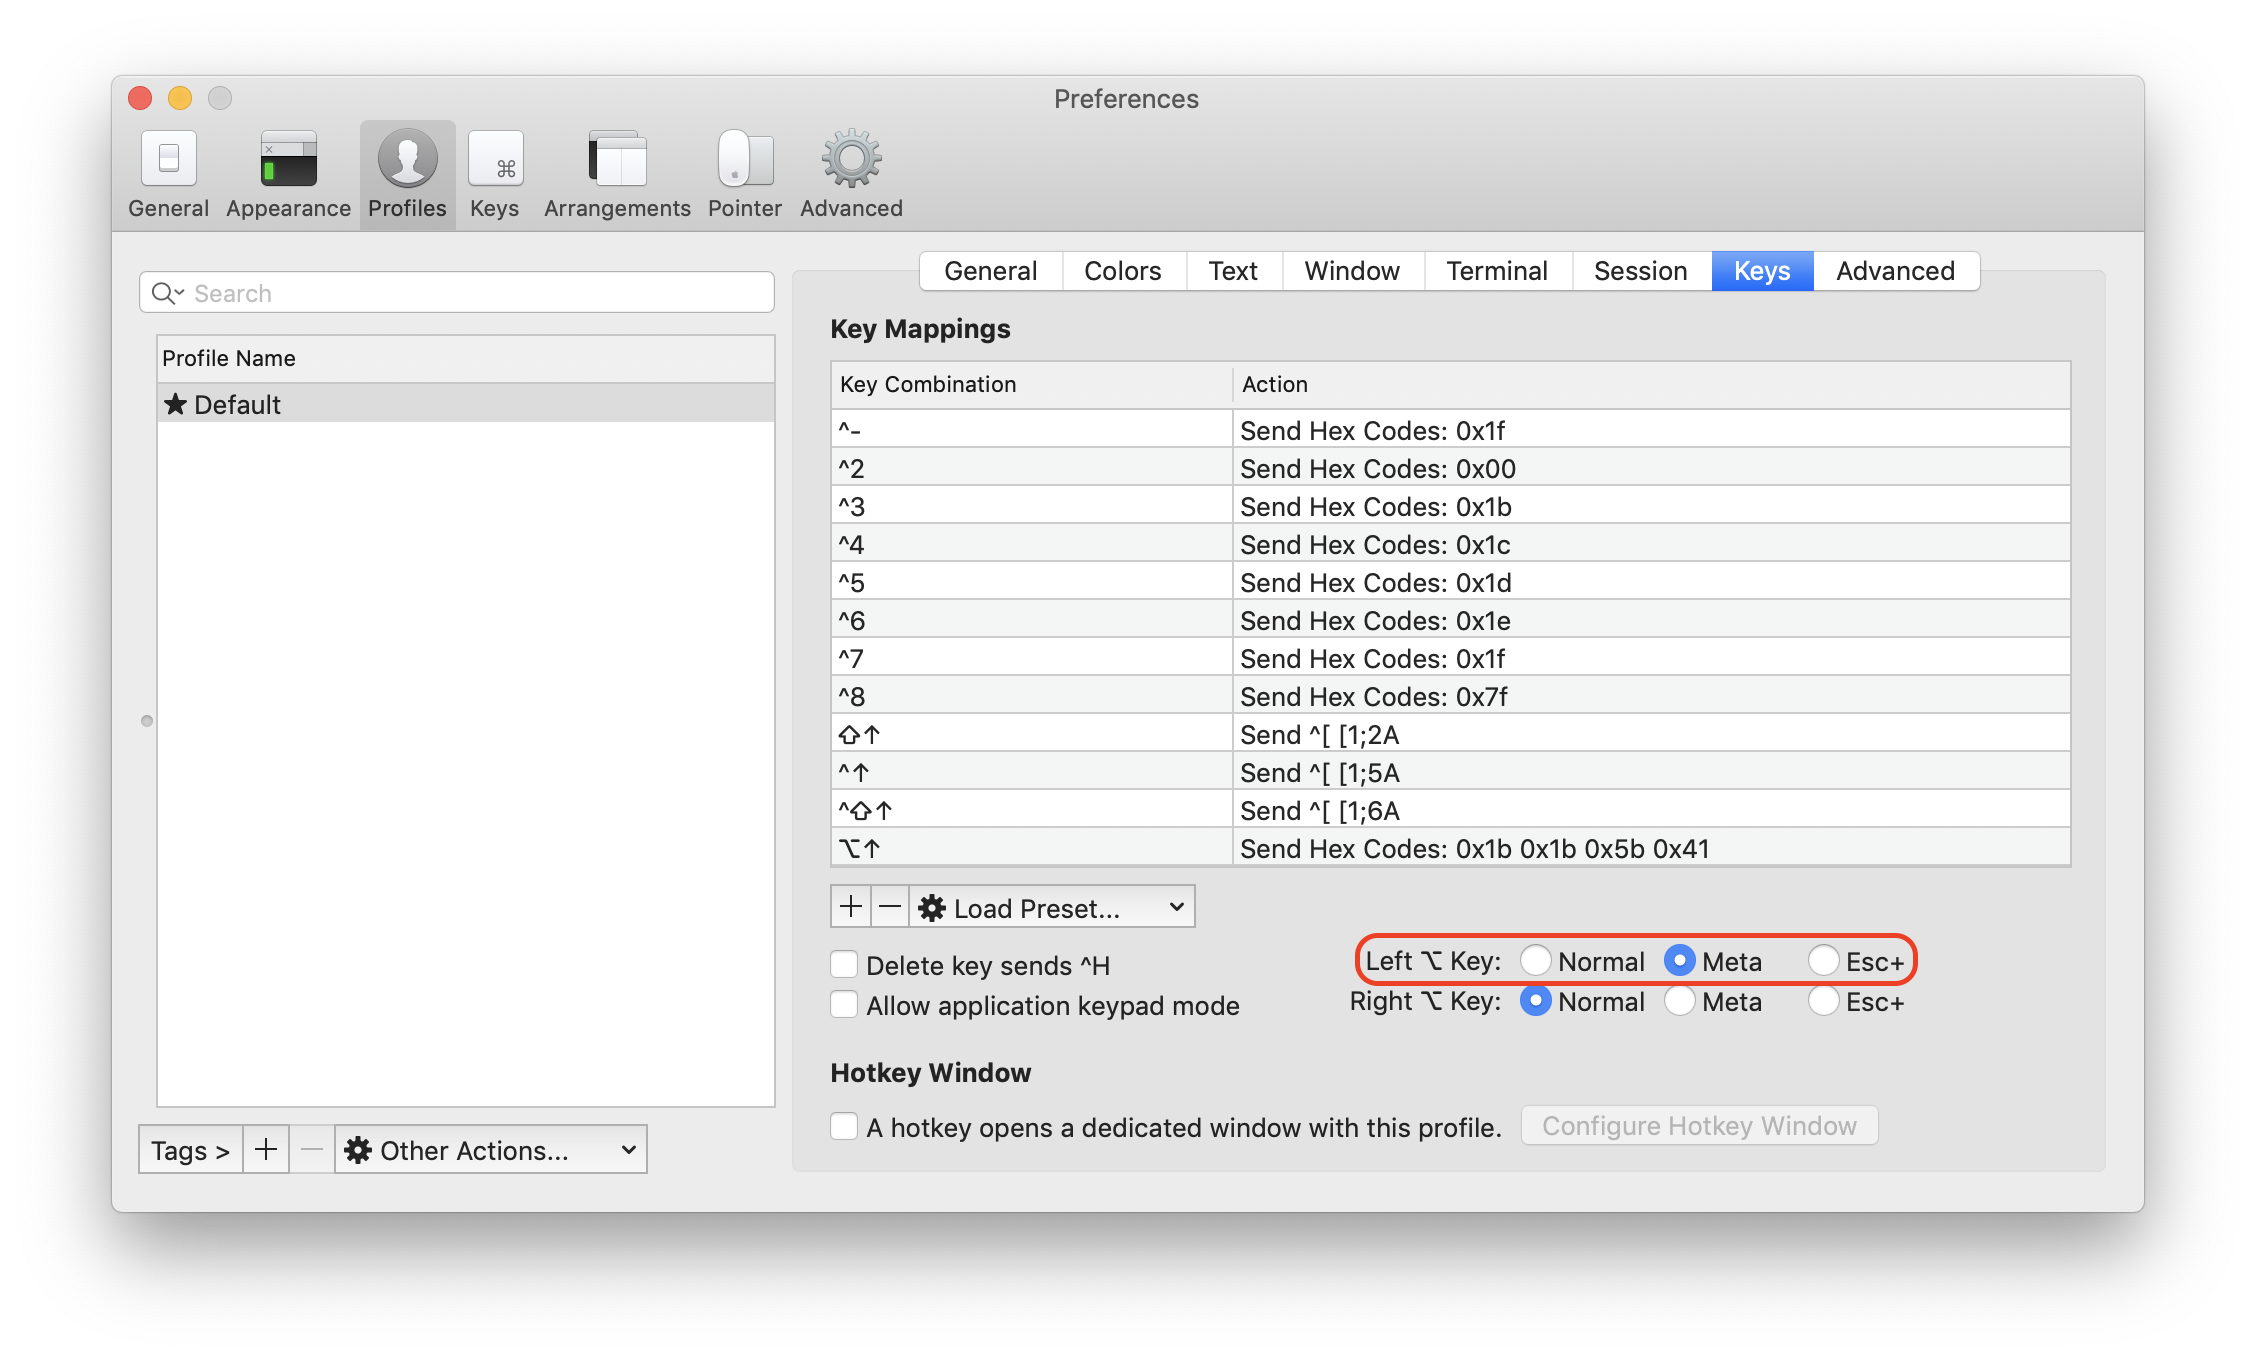 Preferences
General Appearance Profiles Keys Arrangements Pointer Advanced
Search
Profile Name
★ Default
Tags > + — Other Actions...
General Colors Text Window Terminal Session Keys Advanced
Key Mappings
Key Combination Action
^- Send Hex Codes: 0x1f
^2 Send Hex Codes: 0x00
^3 Send Hex Codes: 0x1b
^4 Send Hex Codes: 0x1c
^5 Send Hex Codes: 0x1d
^6 Send Hex Codes: 0x1e
^7 Send Hex Codes: 0x1f
^8 Send Hex Codes: 0x7f
⇧↑ Send ^[ [1;2A
^↑ Send ^[ [1;5A
^⇧↑ Send ^[ [1;6A
⌥↑ Send Hex Codes: 0x1b 0x1b 0x5b 0x41
+ — Load Preset...
Delete key sends ^H
Allow application keypad mode
Left ⌥ Key: Normal Meta Esc+
Right ⌥ Key: Normal Meta Esc+
Hotkey Window
A hotkey opens a dedicated window with this profile. Configure Hotkey Window